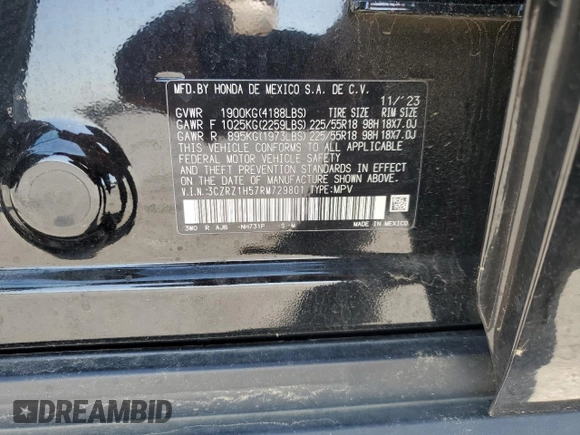 MFD.BY HONDA DE MEXICO S.A. DE C.V.
11/'23
GVWR 1900KG(4188LBS) TIRE SIZE RIM SIZE
GAWR F 1025KG(2259LBS) 225/55R18 98H 18X7.0J
GAWR R 895KG(1973LBS) 225/55R18 98H 18X7.0J
THIS VEHICLE CONFORMS TO ALL APPLICABLE
FEDERAL MOTOR VEHICLE SAFETY
THEFT PREVENTION STANDARDS IN EFFECT
ON THE DATE OF MANUFACTURE SHOWN ABOVE.
V.I.N.:3CZRZ1H57RM729801 TYPE:MPV
3W0 R AJB -NH731P -S-M MADE IN MEXICO
DREAMBID